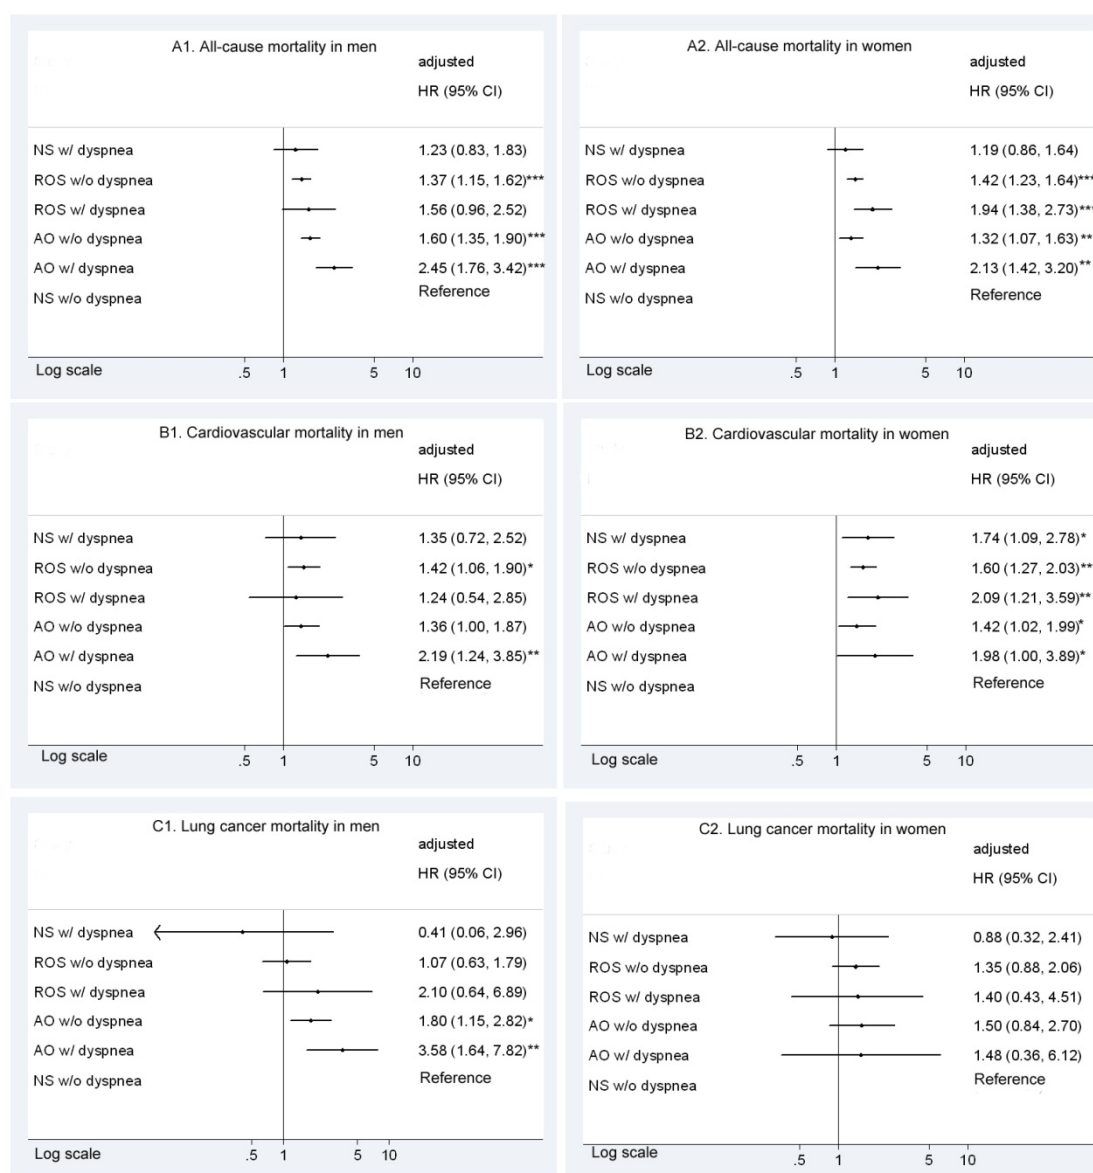 A1. All-cause mortality in men
adjusted
HR (95% CI)
NS w/ dyspnea 1.23 (0.83, 1.83)
ROS w/o dyspnea 1.37 (1.15, 1.62)***
ROS w/ dyspnea 1.56 (0.96, 2.52)
AO w/o dyspnea 1.60 (1.35, 1.90)***
AO w/ dyspnea 2.45 (1.76, 3.42)***
NS w/o dyspnea Reference
Log scale .5 1 5 10
A2. All-cause mortality in women
adjusted
HR (95% CI)
NS w/ dyspnea 1.19 (0.86, 1.64)
ROS w/o dyspnea 1.42 (1.23, 1.64)***
ROS w/ dyspnea 1.94 (1.38, 2.73)***
AO w/o dyspnea 1.32 (1.07, 1.63)**
AO w/ dyspnea 2.13 (1.42, 3.20)**
NS w/o dyspnea Reference
Log scale .5 1 5 10
B1. Cardiovascular mortality in men
adjusted
HR (95% CI)
NS w/ dyspnea 1.35 (0.72, 2.52)
ROS w/o dyspnea 1.42 (1.06, 1.90)*
ROS w/ dyspnea 1.24 (0.54, 2.85)
AO w/o dyspnea 1.36 (1.00, 1.87)
AO w/ dyspnea 2.19 (1.24, 3.85)**
NS w/o dyspnea Reference
Log scale .5 1 5 10
B2. Cardiovascular mortality in women
adjusted
HR (95% CI)
NS w/ dyspnea 1.74 (1.09, 2.78)*
ROS w/o dyspnea 1.60 (1.27, 2.03)**
ROS w/ dyspnea 2.09 (1.21, 3.59)**
AO w/o dyspnea 1.42 (1.02, 1.99)*
AO w/ dyspnea 1.98 (1.00, 3.89)*
NS w/o dyspnea Reference
Log scale .5 1 5 10
C1. Lung cancer mortality in men
adjusted
HR (95% CI)
NS w/ dyspnea 0.41 (0.06, 2.96)
ROS w/o dyspnea 1.07 (0.63, 1.79)
ROS w/ dyspnea 2.10 (0.64, 6.89)
AO w/o dyspnea 1.80 (1.15, 2.82)*
AO w/ dyspnea 3.58 (1.64, 7.82)**
NS w/o dyspnea Reference
Log scale .5 1 5 10
C2. Lung cancer mortality in women
adjusted
HR (95% CI)
NS w/ dyspnea 0.88 (0.32, 2.41)
ROS w/o dyspnea 1.35 (0.88, 2.06)
ROS w/ dyspnea 1.40 (0.43, 4.51)
AO w/o dyspnea 1.50 (0.84, 2.70)
AO w/ dyspnea 1.48 (0.36, 6.12)
NS w/o dyspnea Reference
Log scale .5 1 5 10